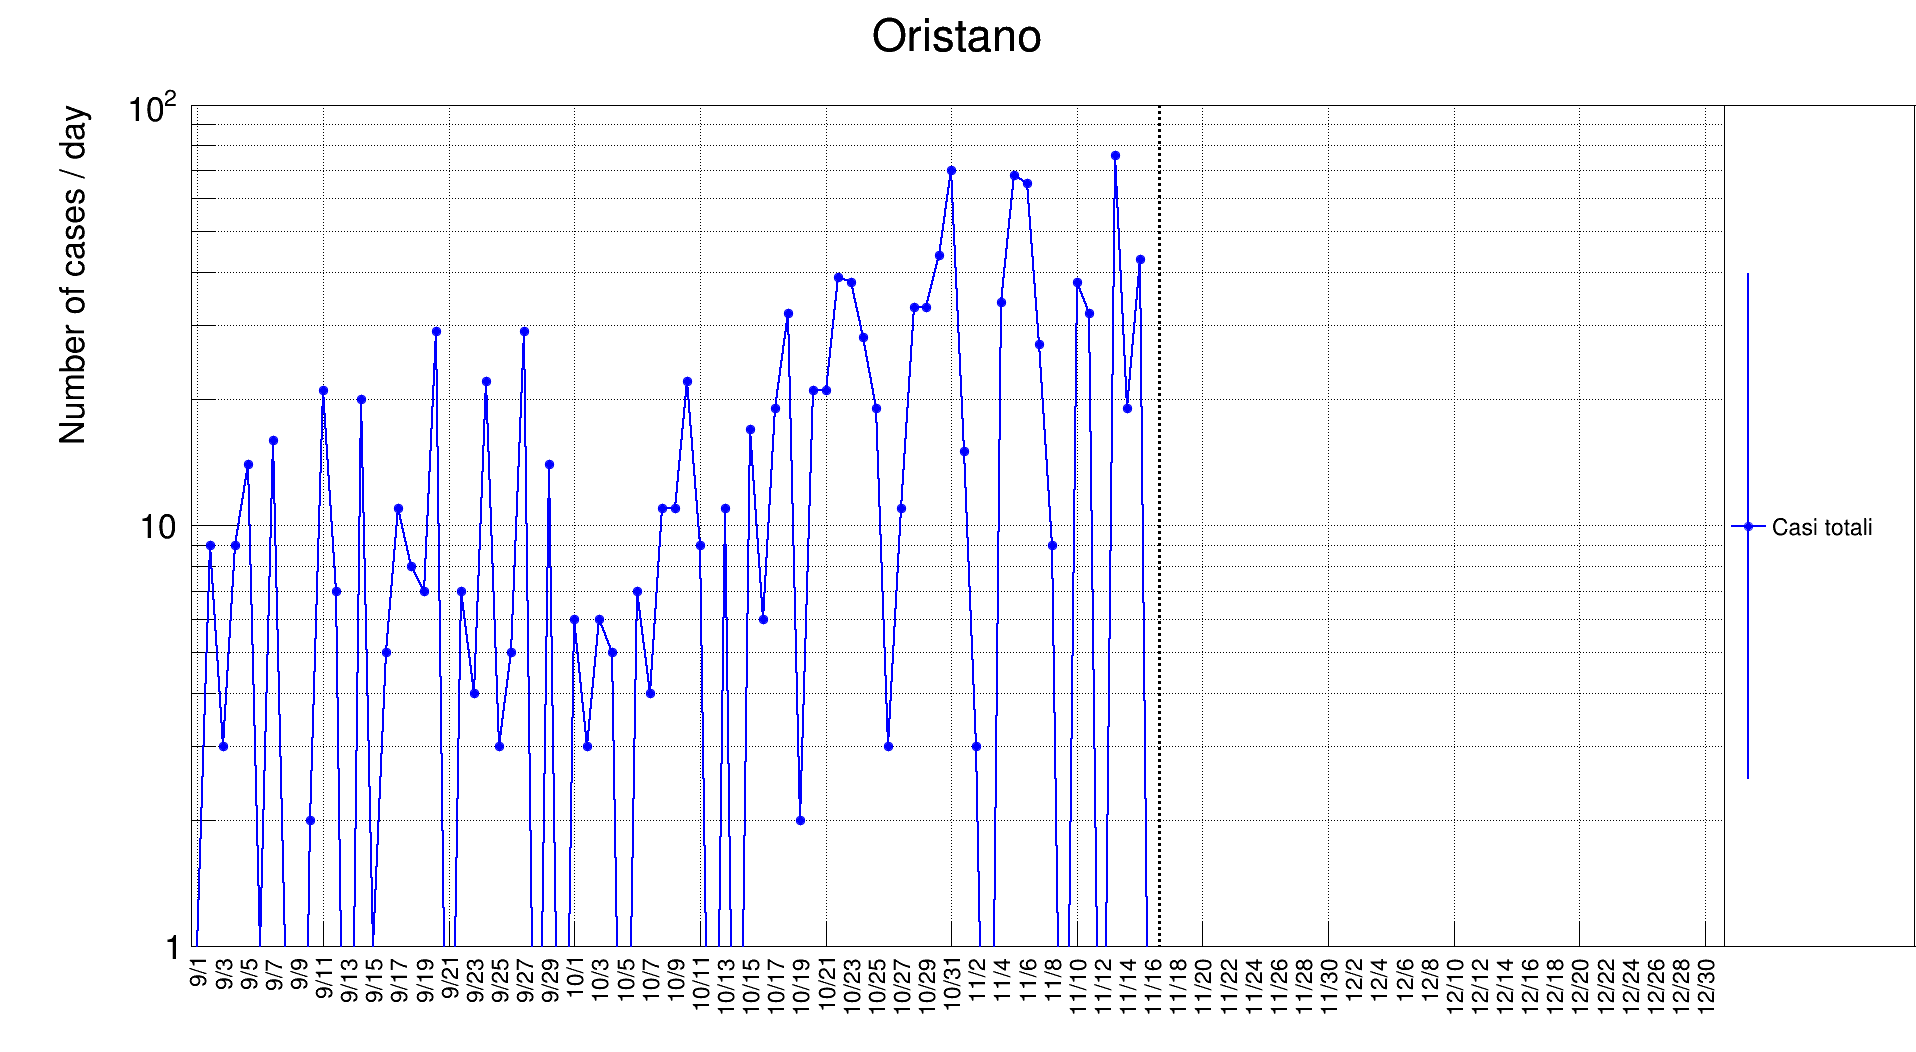 Oristano
Number of cases / day
10²
10
1
9/1 9/3 9/5 9/7 9/9 9/11 9/13 9/15 9/17 9/19 9/21 9/23 9/25 9/27 9/29 10/1 10/3 10/5 10/7 10/9 10/11 10/13 10/15 10/17 10/19 10/21 10/23 10/25 10/27 10/29 10/31 11/2 11/4 11/6 11/8 11/10 11/12 11/14 11/16 11/18 11/20 11/22 11/24 11/26 11/28 11/30 12/2 12/4 12/6 12/8 12/10 12/12 12/14 12/16 12/18 12/20 12/22 12/24 12/26 12/28 12/30
Casi totali